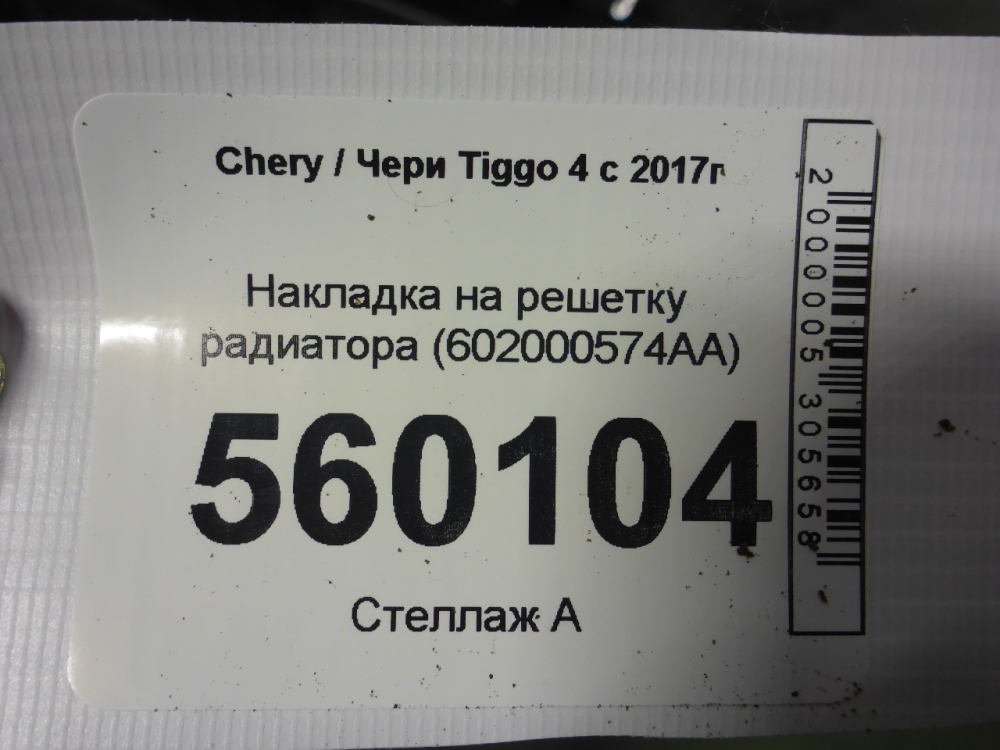 Chery / Чери Tiggo 4 с 2017г
Накладка на решетку
радиатора (602000574AA)
560104
Стеллаж А
2000005305658